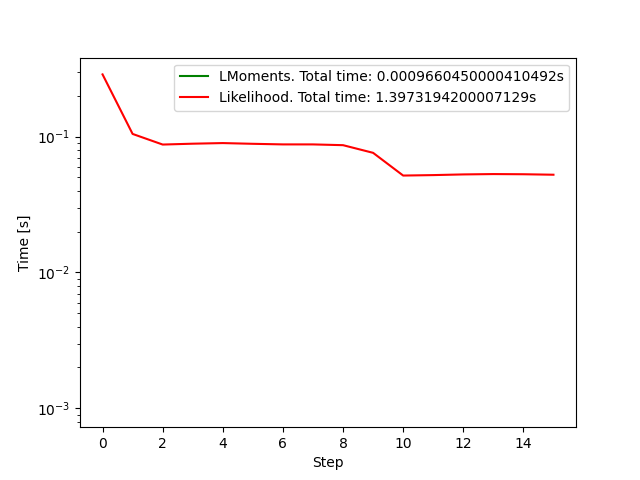 LMoments. Total time: 0.0009660450000410492s
Likelihood. Total time: 1.3973194200007129s
Time [s]
10⁻¹
10⁻²
10⁻³
0 2 4 6 8 10 12 14
Step